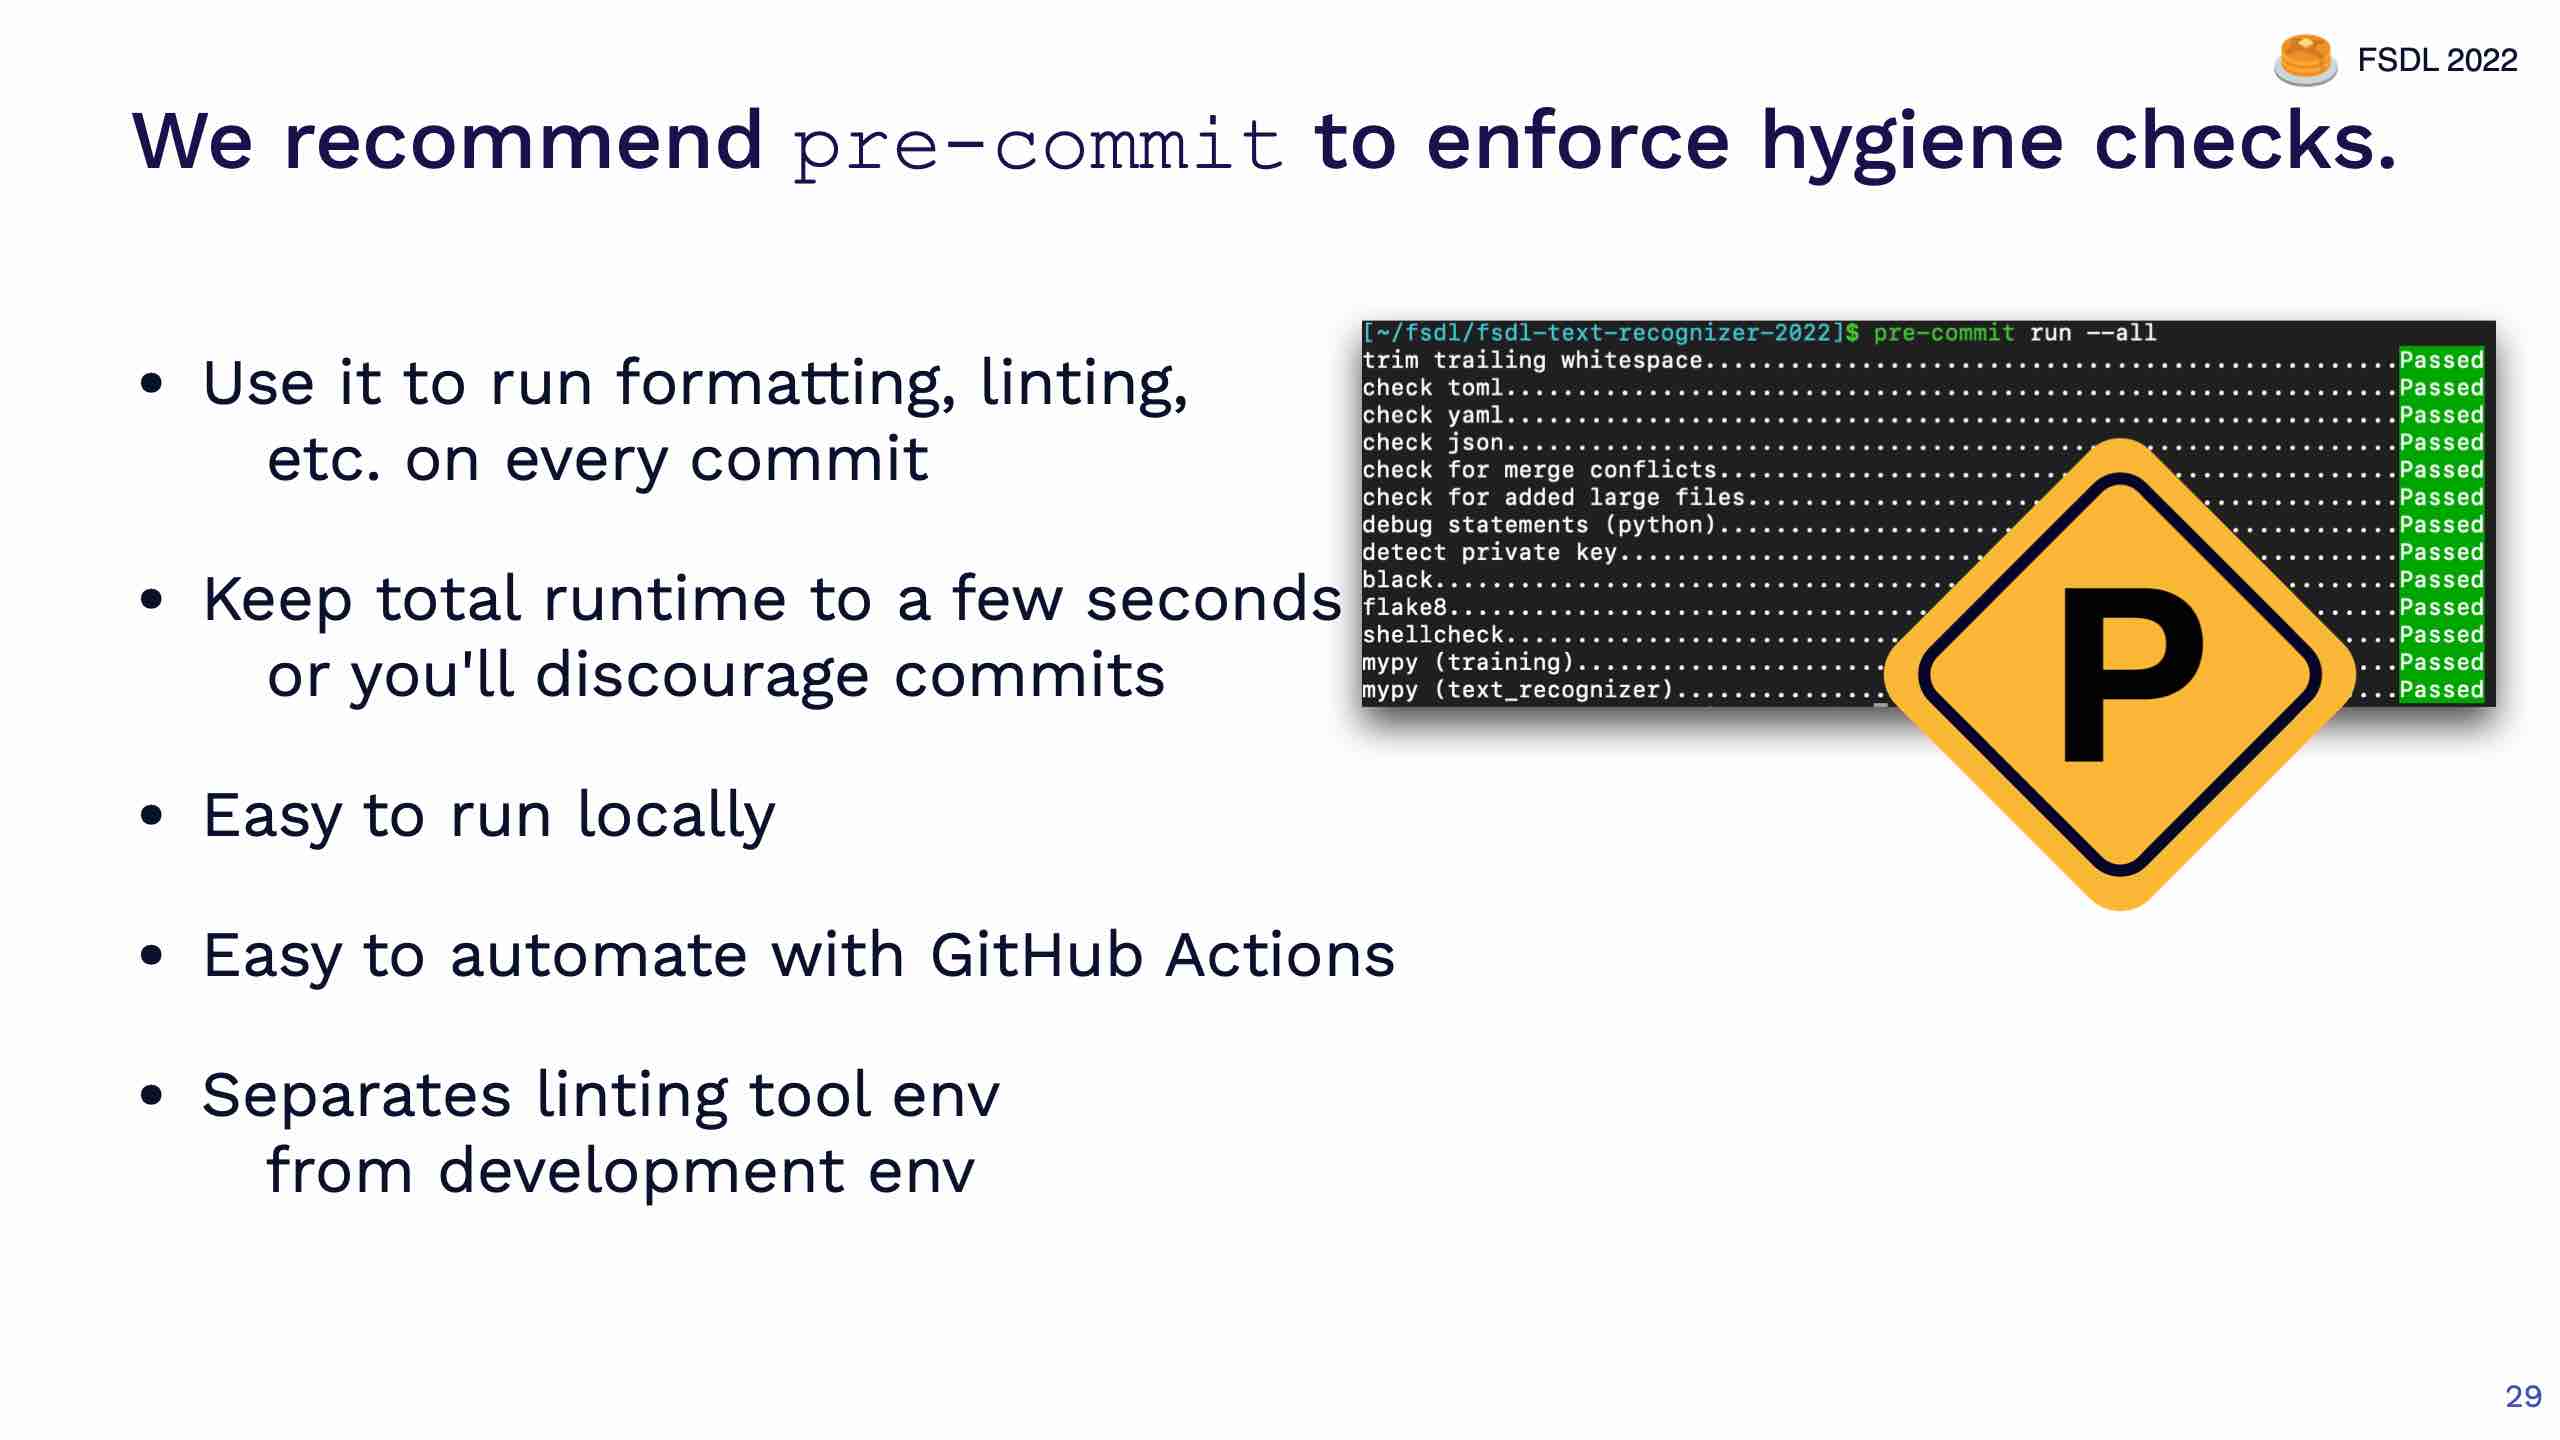 FSDL 2022
We recommend pre-commit to enforce hygiene checks.
• Use it to run formatting, linting,
etc. on every commit
• Keep total runtime to a few seconds
or you'll discourage commits
• Easy to run locally
• Easy to automate with GitHub Actions
• Separates linting tool env
from development env
[~/fsdl/fsdl-text-recognizer-2022]$ pre-commit run --all
trim trailing whitespace................................................Passed
check toml..............................................................Passed
check yaml..............................................................Passed
check json..............................................................Passed
check for merge conflicts...............................................Passed
check for added large files.............................................Passed
debug statements (python)...............................................Passed
detect private key......................................................Passed
black...................................................................Passed
flake8..................................................................Passed
shellcheck..............................................................Passed
mypy (training).........................................................Passed
mypy (text_recognizer)..................................................Passed
P
29